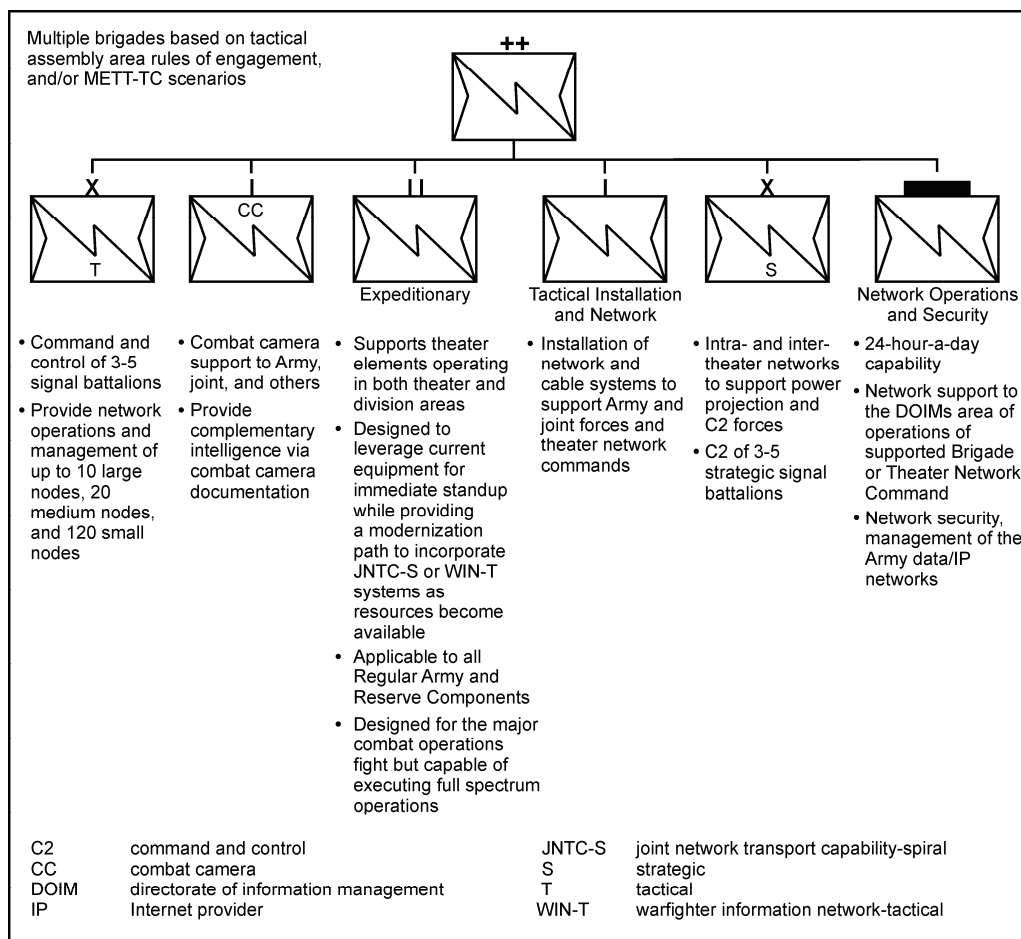 Multiple brigades based on tactical
assembly area rules of engagement,
and/or METT-TC scenarios
++
X
T
I
CC
I I
Expeditionary
I
Tactical Installation
and Network
X
S
Network Operations
and Security
• Command and
control of 3-5
signal battalions
• Provide network
operations and
management of
up to 10 large
nodes, 20
medium nodes,
and 120 small
nodes
• Combat camera
support to Army,
joint, and others
• Provide
complementary
intelligence via
combat camera
documentation
• Supports theater
elements operating
in both theater and
division areas
• Designed to
leverage current
equipment for
immediate standup
while providing
a modernization
path to incorporate
JNTC-S or WIN-T
systems as
resources become
available
• Applicable to all
Regular Army and
Reserve Components
• Designed for the major
combat operations
fight but capable of
executing full spectrum
operations
• Installation of
network and
cable systems to
support Army and
joint forces and
theater network
commands
• Intra- and inter-
theater networks
to support power
projection and
C2 forces
• C2 of 3-5
strategic signal
battalions
• 24-hour-a-day
capability
• Network support to
the DOIMs area of
operations of
supported Brigade
or Theater Network
Command
• Network security,
management of the
Army data/IP
networks
C2 command and control
CC combat camera
DOIM directorate of information management
IP Internet provider
JNTC-S joint network transport capability-spiral
S strategic
T tactical
WIN-T warfighter information network-tactical